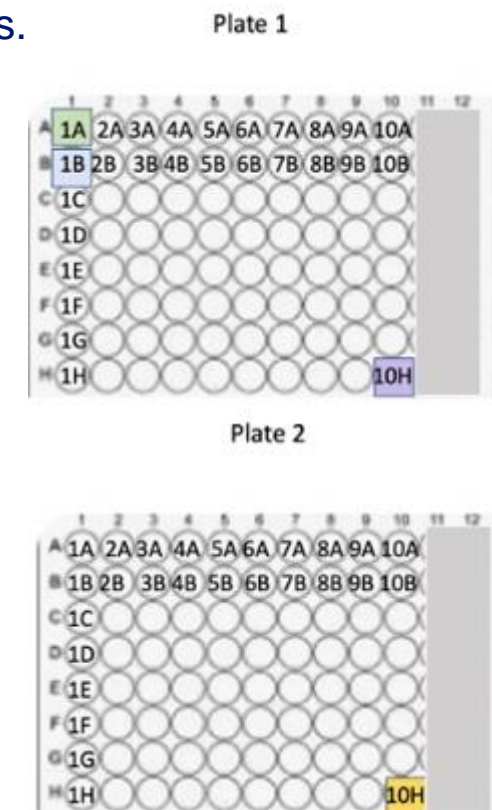 s.
Plate 1
1 2 3 4 5 6 7 8 9 10 11 12
A 1A 2A 3A 4A 5A 6A 7A 8A 9A 10A
B 1B 2B 3B 4B 5B 6B 7B 8B 9B 10B
C 1C
D 1D
E 1E
F 1F
G 1G
H 1H 10H
Plate 2
1 2 3 4 5 6 7 8 9 10 11 12
A 1A 2A 3A 4A 5A 6A 7A 8A 9A 10A
B 1B 2B 3B 4B 5B 6B 7B 8B 9B 10B
C 1C
D 1D
E 1E
F 1F
G 1G
H 1H 10H